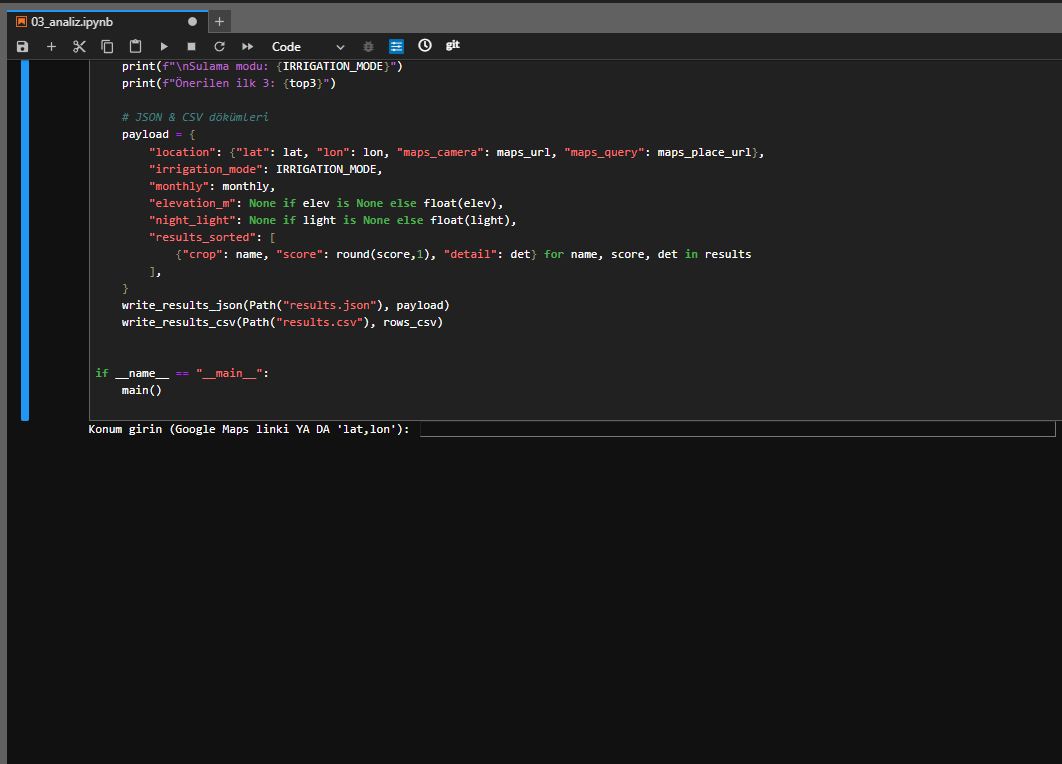 03_analiz.ipynb
Code
git
print(f"\nSulama modu: {IRRIGATION_MODE}")
print(f"Önerilen ilk 3: {top3}")
# JSON & CSV dökümleri
payload = {
"location": {"lat": lat, "lon": lon, "maps_camera": maps_url, "maps_query": maps_place_url},
"irrigation_mode": IRRIGATION_MODE,
"monthly": monthly,
"elevation_m": None if elev is None else float(elev),
"night_light": None if light is None else float(light),
"results_sorted": [
{"crop": name, "score": round(score,1), "detail": det} for name, score, det in results
],
}
write_results_json(Path("results.json"), payload)
write_results_csv(Path("results.csv"), rows_csv)
if __name__ == "__main__":
main()
Konum girin (Google Maps linki YA DA 'lat,lon'):